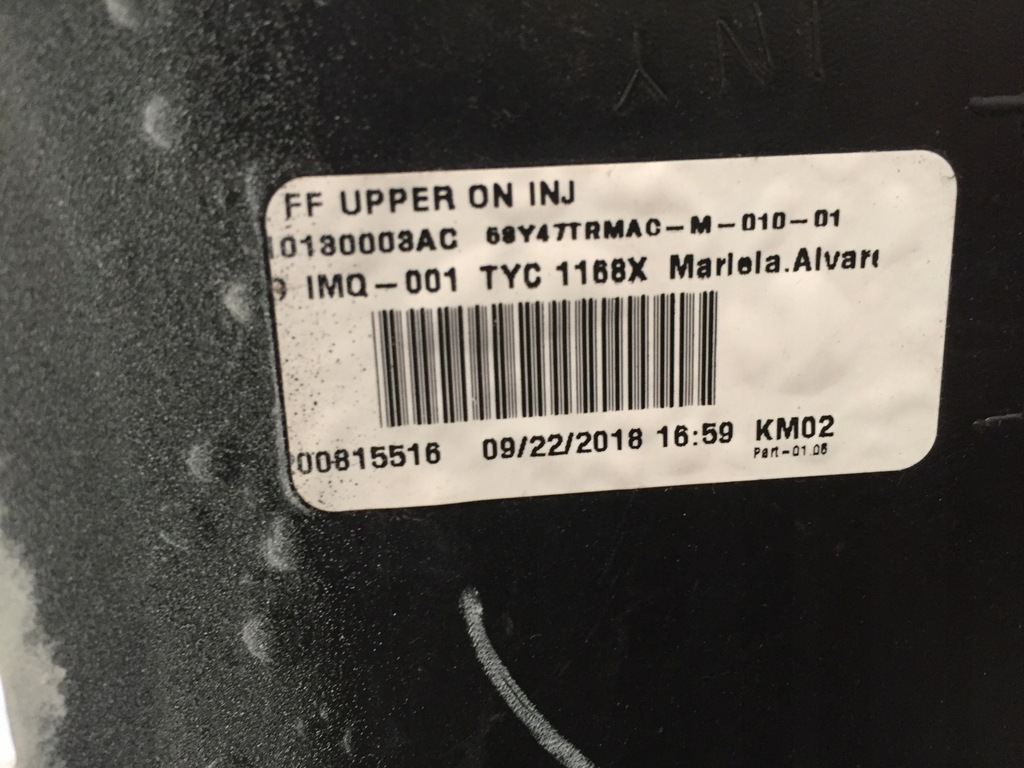 FF UPPER ON INJ
0130003AC 68Y47TRMAC-M-010-01
IMQ-001 TYC 1168X Mariela.Alvare
00815516 09/22/2018 16:59 KM02
Part-01.06